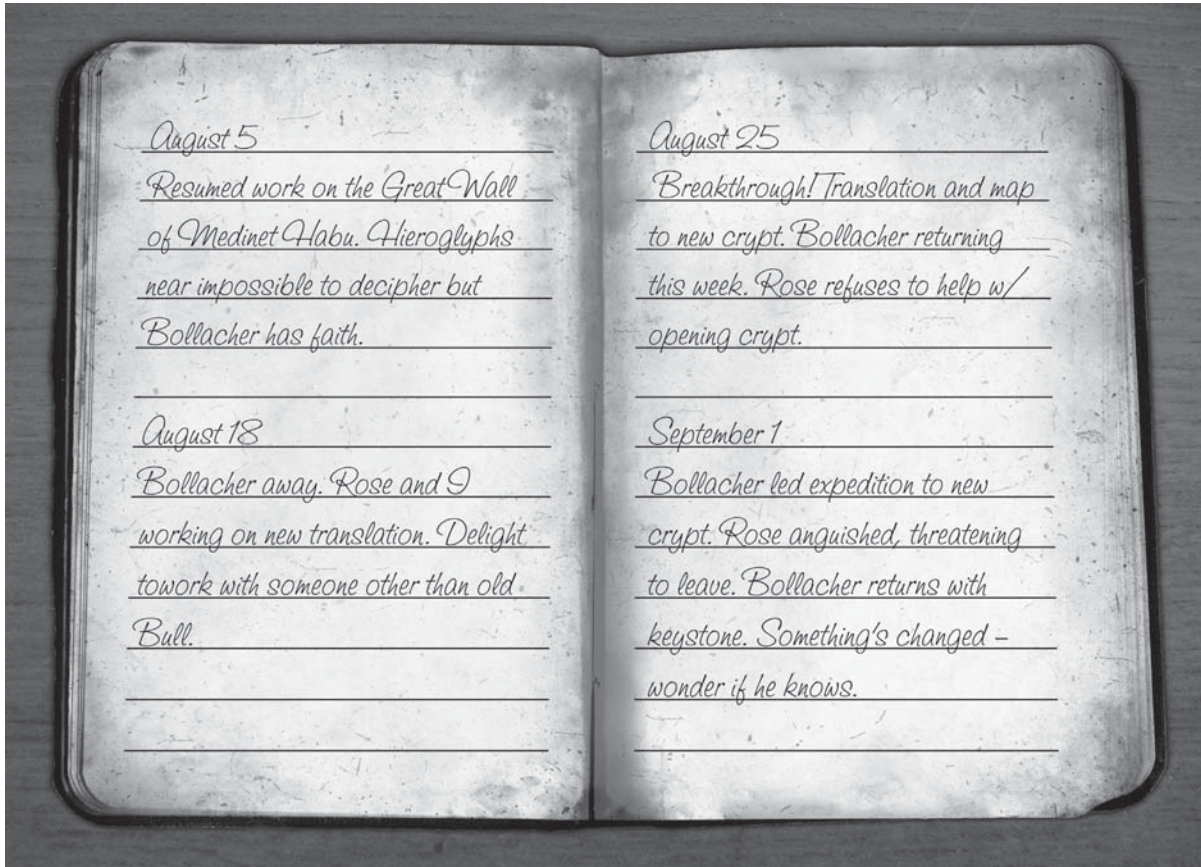 August 5
Resumed work on the Great Wall
of Medinet Habu. Hieroglyphs
near impossible to decipher but
Bollacher has faith.
August 18
Bollacher away. Rose and I
working on new translation. Delight
towork with someone other than old
Bull.
August 25
Breakthrough! Translation and map
to new crypt. Bollacher returning
this week. Rose refuses to help w/
opening crypt.
September 1
Bollacher led expedition to new
crypt. Rose anguished, threatening
to leave. Bollacher returns with
keystone. Something's changed –
wonder if he knows.